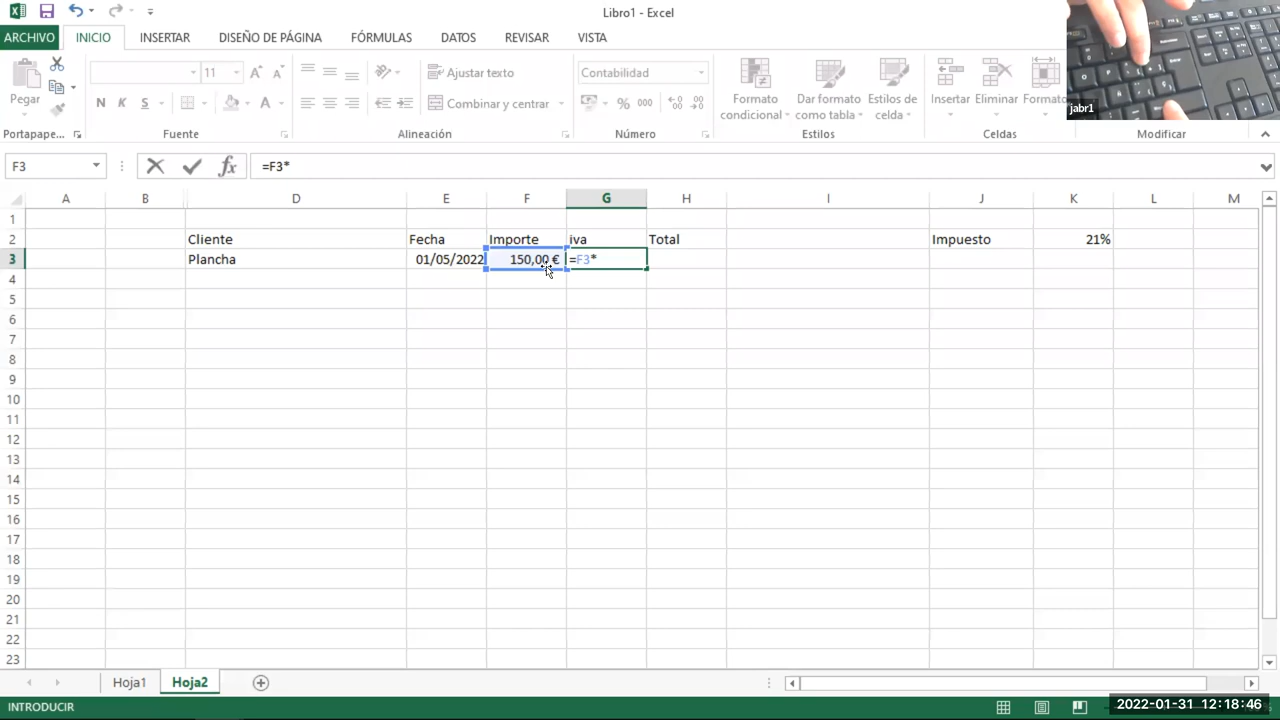 Libro1 - Excel
ARCHIVO INICIO INSERTAR DISEÑO DE PÁGINA FÓRMULAS DATOS REVISAR VISTA
Pegar
N K S A A A
11
Ajustar texto
Combinar y centrar
Contabilidad
% 000
Formato condicional
Dar formato como tabla
Estilos de celda
Insertar Eliminar Formato
jabr1
Portapape... Fuente Alineación Número Estilos Celdas Modificar
F3 fx =F3*
A B D E F G H I J K L M
1
2 Cliente Fecha Importe iva Total Impuesto 21%
3 Plancha 01/05/2022 150,00 € =F3*
4
5
6
7
8
9
10
11
12
13
14
15
16
17
18
19
20
21
22
23
Hoja1 Hoja2
INTRODUCIR 2022-01-31 12:18:46